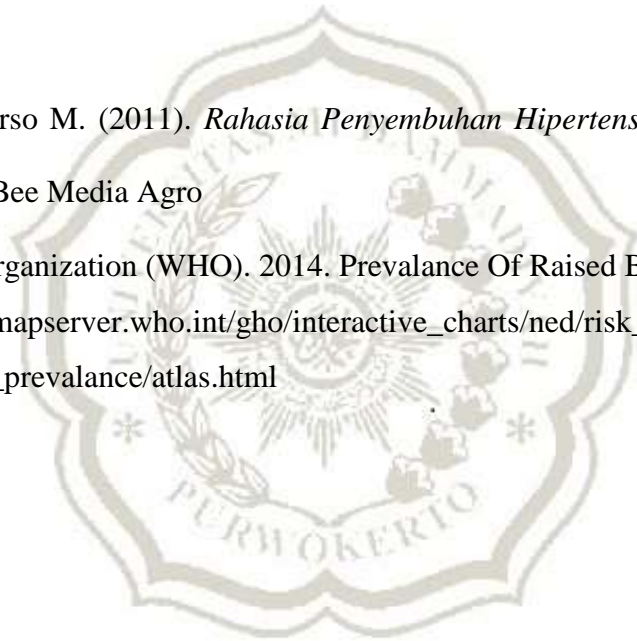 rso M. (2011). Rahasia Penyembuhan Hipertens
Bee Media Agro
rganization (WHO). 2014. Prevalance Of Raised B
mapserver.who.int/gho/interactive_charts/ned/risk_
_prevalance/atlas.html
PURWOKERTO